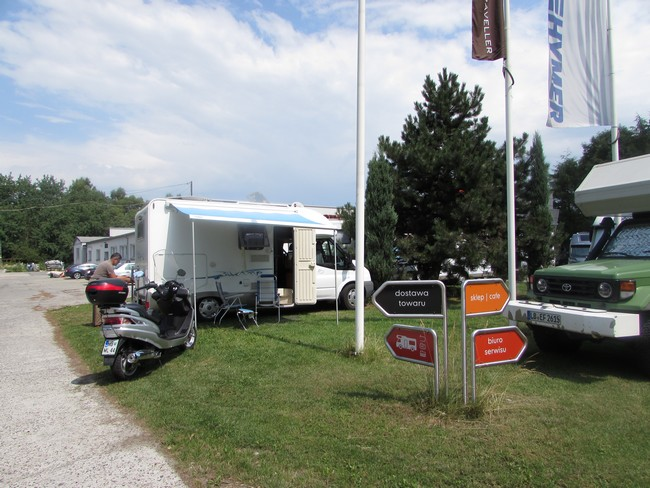 AVELLER
EHYMER
dostawa
towaru
sklep | cafe
biuro
serwisu